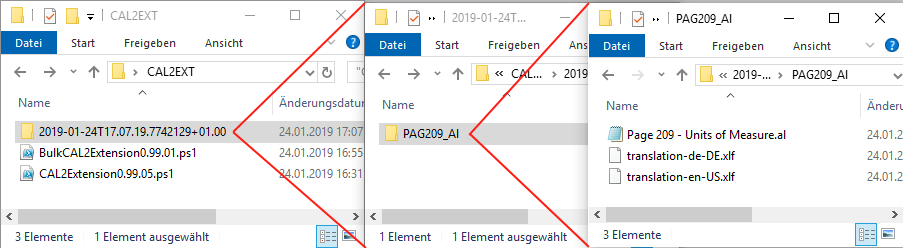 CAL2EXT
Datei Start Freigeben Ansicht
CAL2EXT
Name Änderungsdatum
2019-01-24T17.07.19.7742129+01.00 24.01.2019 17:07
BulkCAL2Extension0.99.01.ps1 24.01.2019 16:55
CAL2Extension0.99.05.ps1 24.01.2019 16:31
3 Elemente 1 Element ausgewählt
2019-01-24T...
Datei Start Freigeben Ansicht
« CA... 2019
Name
PAG209_AI
1 Element 1 Element ausgewählt
PAG209_AI
Datei Start Freigeben Ansicht
« 2019-... PAG209_AI
Name Änder
Page 209 - Units of Measure.al 24.01.2
translation-de-DE.xlf 24.01.2
translation-en-US.xlf 24.01.2
3 Elemente